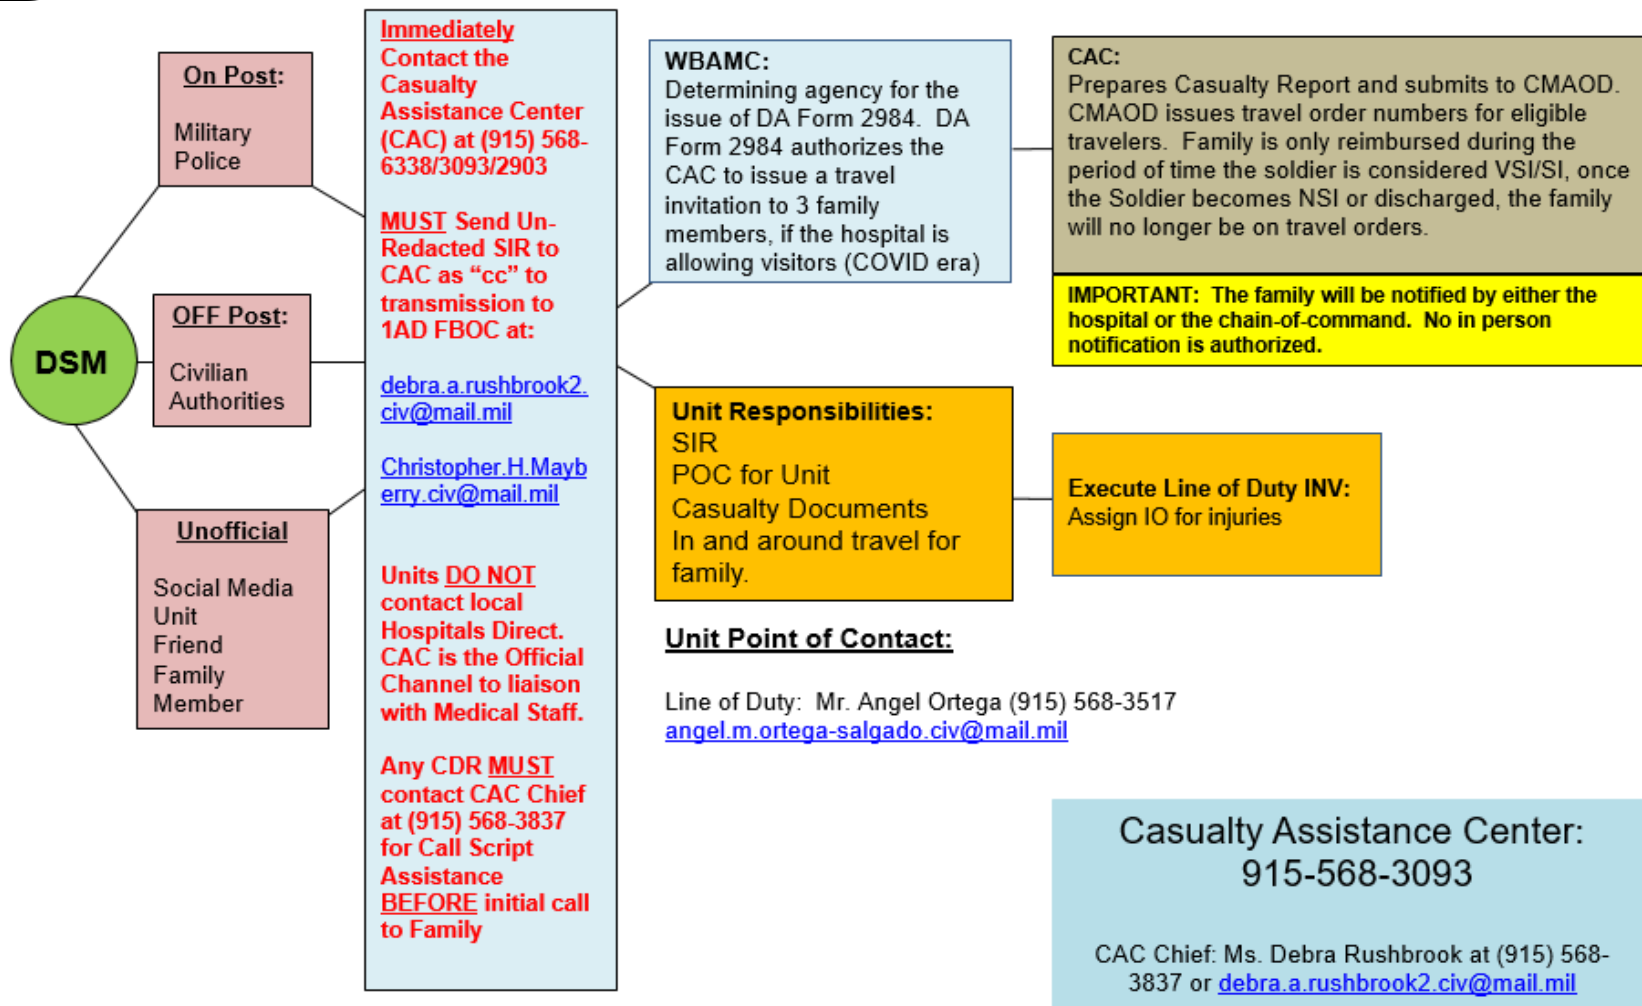 DSM
On Post:
Military
Police
OFF Post:
Civilian
Authorities
Unofficial
Social Media
Unit
Friend
Family
Member
Immediately
Contact the
Casualty
Assistance Center
(CAC) at (915) 568-
6338/3093/2903
MUST Send Un-
Redacted SIR to
CAC as “cc” to
transmission to
1AD FBOC at:
debra.a.rushbrook2.
civ@mail.mil
Christopher.H.Mayb
erry.civ@mail.mil
Units DO NOT
contact local
Hospitals Direct.
CAC is the Official
Channel to liaison
with Medical Staff.
Any CDR MUST
contact CAC Chief
at (915) 568-3837
for Call Script
Assistance
BEFORE initial call
to Family
WBAMC:
Determining agency for the
issue of DA Form 2984.  DA
Form 2984 authorizes the
CAC to issue a travel
invitation to 3 family
members, if the hospital is
allowing visitors (COVID era)
CAC:
Prepares Casualty Report and submits to CMAOD.
CMAOD issues travel order numbers for eligible
travelers.  Family is only reimbursed during the
period of time the soldier is considered VSI/SI, once
the Soldier becomes NSI or discharged, the family
will no longer be on travel orders.
IMPORTANT:  The family will be notified by either the
hospital or the chain-of-command.  No in person
notification is authorized.
Unit Responsibilities:
SIR
POC for Unit
Casualty Documents
In and around travel for
family.
Execute Line of Duty INV:
Assign IO for injuries
Unit Point of Contact:
Line of Duty:  Mr. Angel Ortega (915) 568-3517
angel.m.ortega-salgado.civ@mail.mil
Casualty Assistance Center:
915-568-3093
CAC Chief: Ms. Debra Rushbrook at (915) 568-
3837 or debra.a.rushbrook2.civ@mail.mil